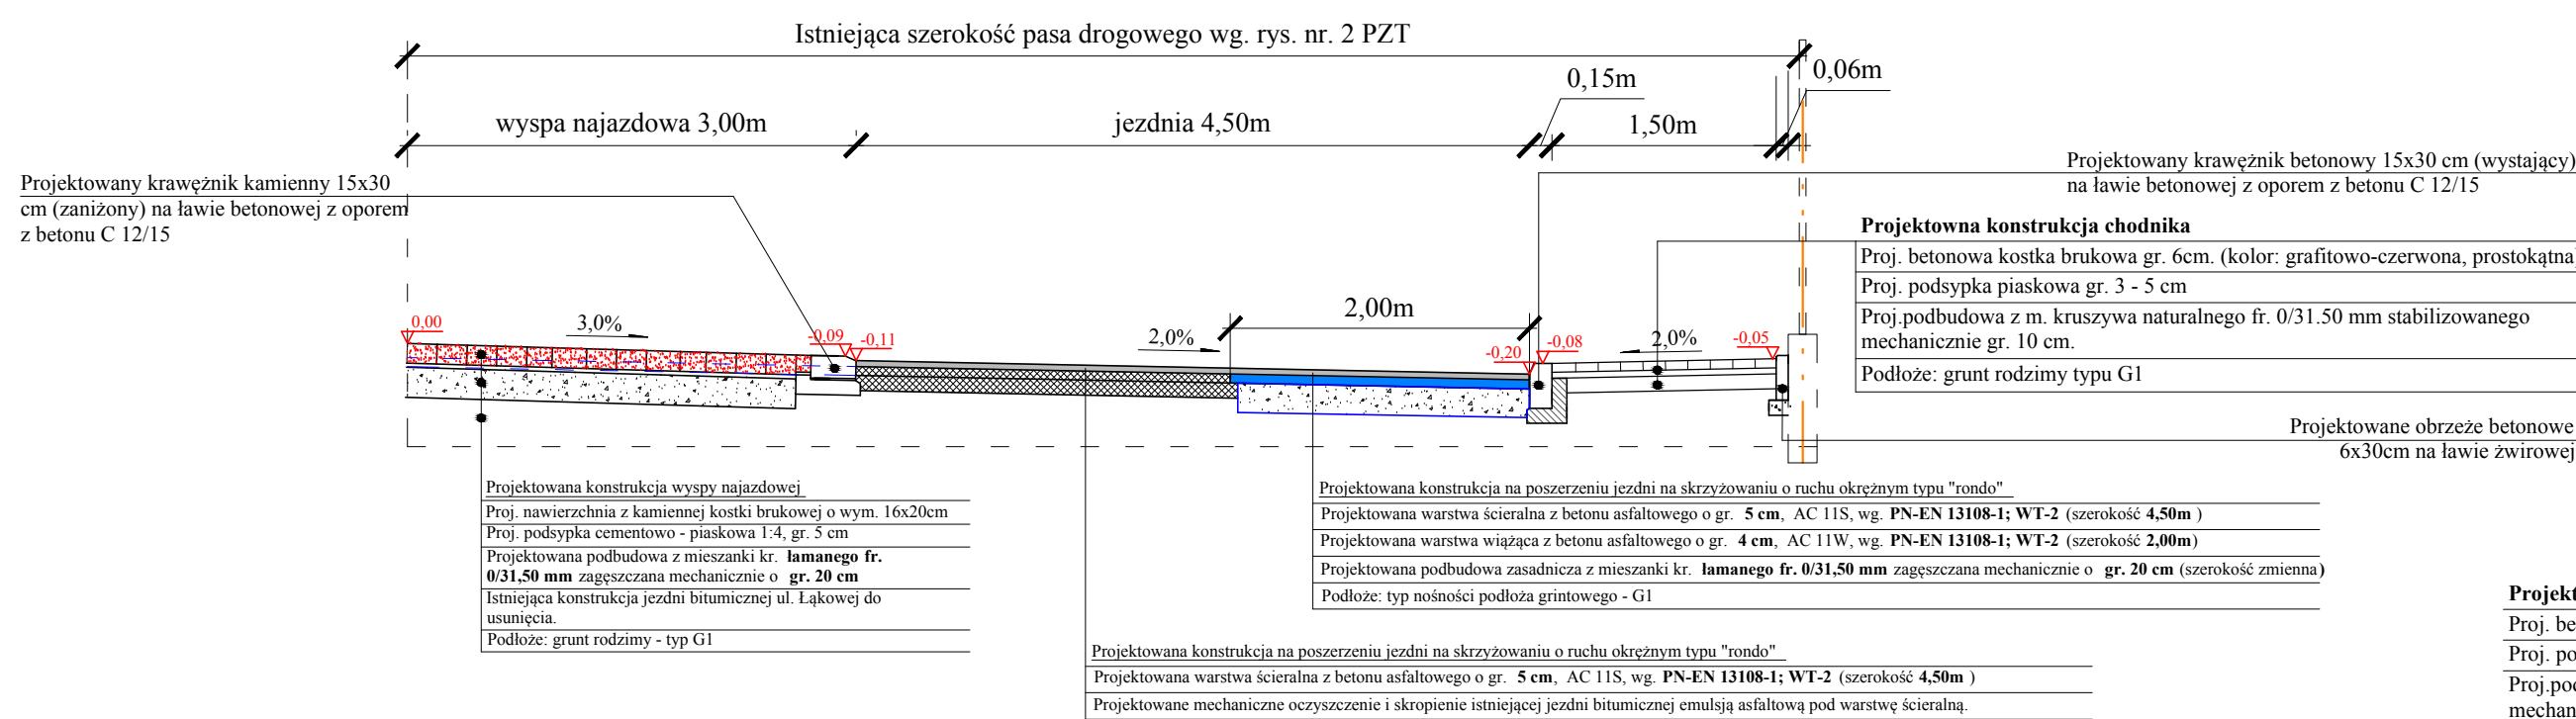 Istniejąca szerokość pasa drogowego wg. rys. nr. 2 PZT
0,15m
0,06m
wyspa najazdowa 3,00m
jezdnia 4,50m
1,50m
Projektowany krawężnik kamienny 15x30
cm (zaniżony) na ławie betonowej z oporem
z betonu C 12/15
Projektowany krawężnik betonowy 15x30 cm (wystający)
na ławie betonowej z oporem z betonu C 12/15
Projektowna konstrukcja chodnika
Proj. betonowa kostka brukowa gr. 6cm. (kolor: grafitowo-czerwona, prostokątna)
Proj. podsypka piaskowa gr. 3 - 5 cm
Proj.podbudowa z m. kruszywa naturalnego fr. 0/31.50 mm stabilizowanego
mechanicznie gr. 10 cm.
Podłoże: grunt rodzimy typu G1
0,00
3,0%
-0,09
-0,11
2,0%
2,00m
-0,20
-0,08
2,0%
-0,05
Projektowane obrzeże betonowe
6x30cm na ławie żwirowej
Projektowana konstrukcja wyspy najazdowej
Proj. nawierzchnia z kamiennej kostki brukowej o wym. 16x20cm
Proj. podsypka cementowo - piaskowa 1:4, gr. 5 cm
Projektowana podbudowa z mieszanki kr. łamanego fr.
0/31,50 mm zagęszczana mechanicznie o gr. 20 cm
Istniejąca konstrukcja jezdni bitumicznej ul. Łąkowej do
usunięcia.
Podłoże: grunt rodzimy - typ G1
Projektowana konstrukcja na poszerzeniu jezdni na skrzyżowaniu o ruchu okrężnym typu "rondo"
Projektowana warstwa ścieralna z betonu asfaltowego o gr. 5 cm, AC 11S, wg. PN-EN 13108-1; WT-2 (szerokość 4,50m )
Projektowana warstwa wiążąca z betonu asfaltowego o gr. 4 cm, AC 11W, wg. PN-EN 13108-1; WT-2 (szerokość 2,00m)
Projektowana podbudowa zasadnicza z mieszanki kr. łamanego fr. 0/31,50 mm zagęszczana mechanicznie o gr. 20 cm (szerokość zmienna)
Podłoże: typ nośności podłoża grintowego - G1
Projektowana konstrukcja na poszerzeniu jezdni na skrzyżowaniu o ruchu okrężnym typu "rondo"
Projektowana warstwa ścieralna z betonu asfaltowego o gr. 5 cm, AC 11S, wg. PN-EN 13108-1; WT-2 (szerokość 4,50m )
Projektowane mechaniczne oczyszczenie i skropienie istniejącej jezdni bitumicznej emulsją asfaltową pod warstwę ścieralną.
Projekt
Proj. be
Proj. po
Proj.pod
mechan